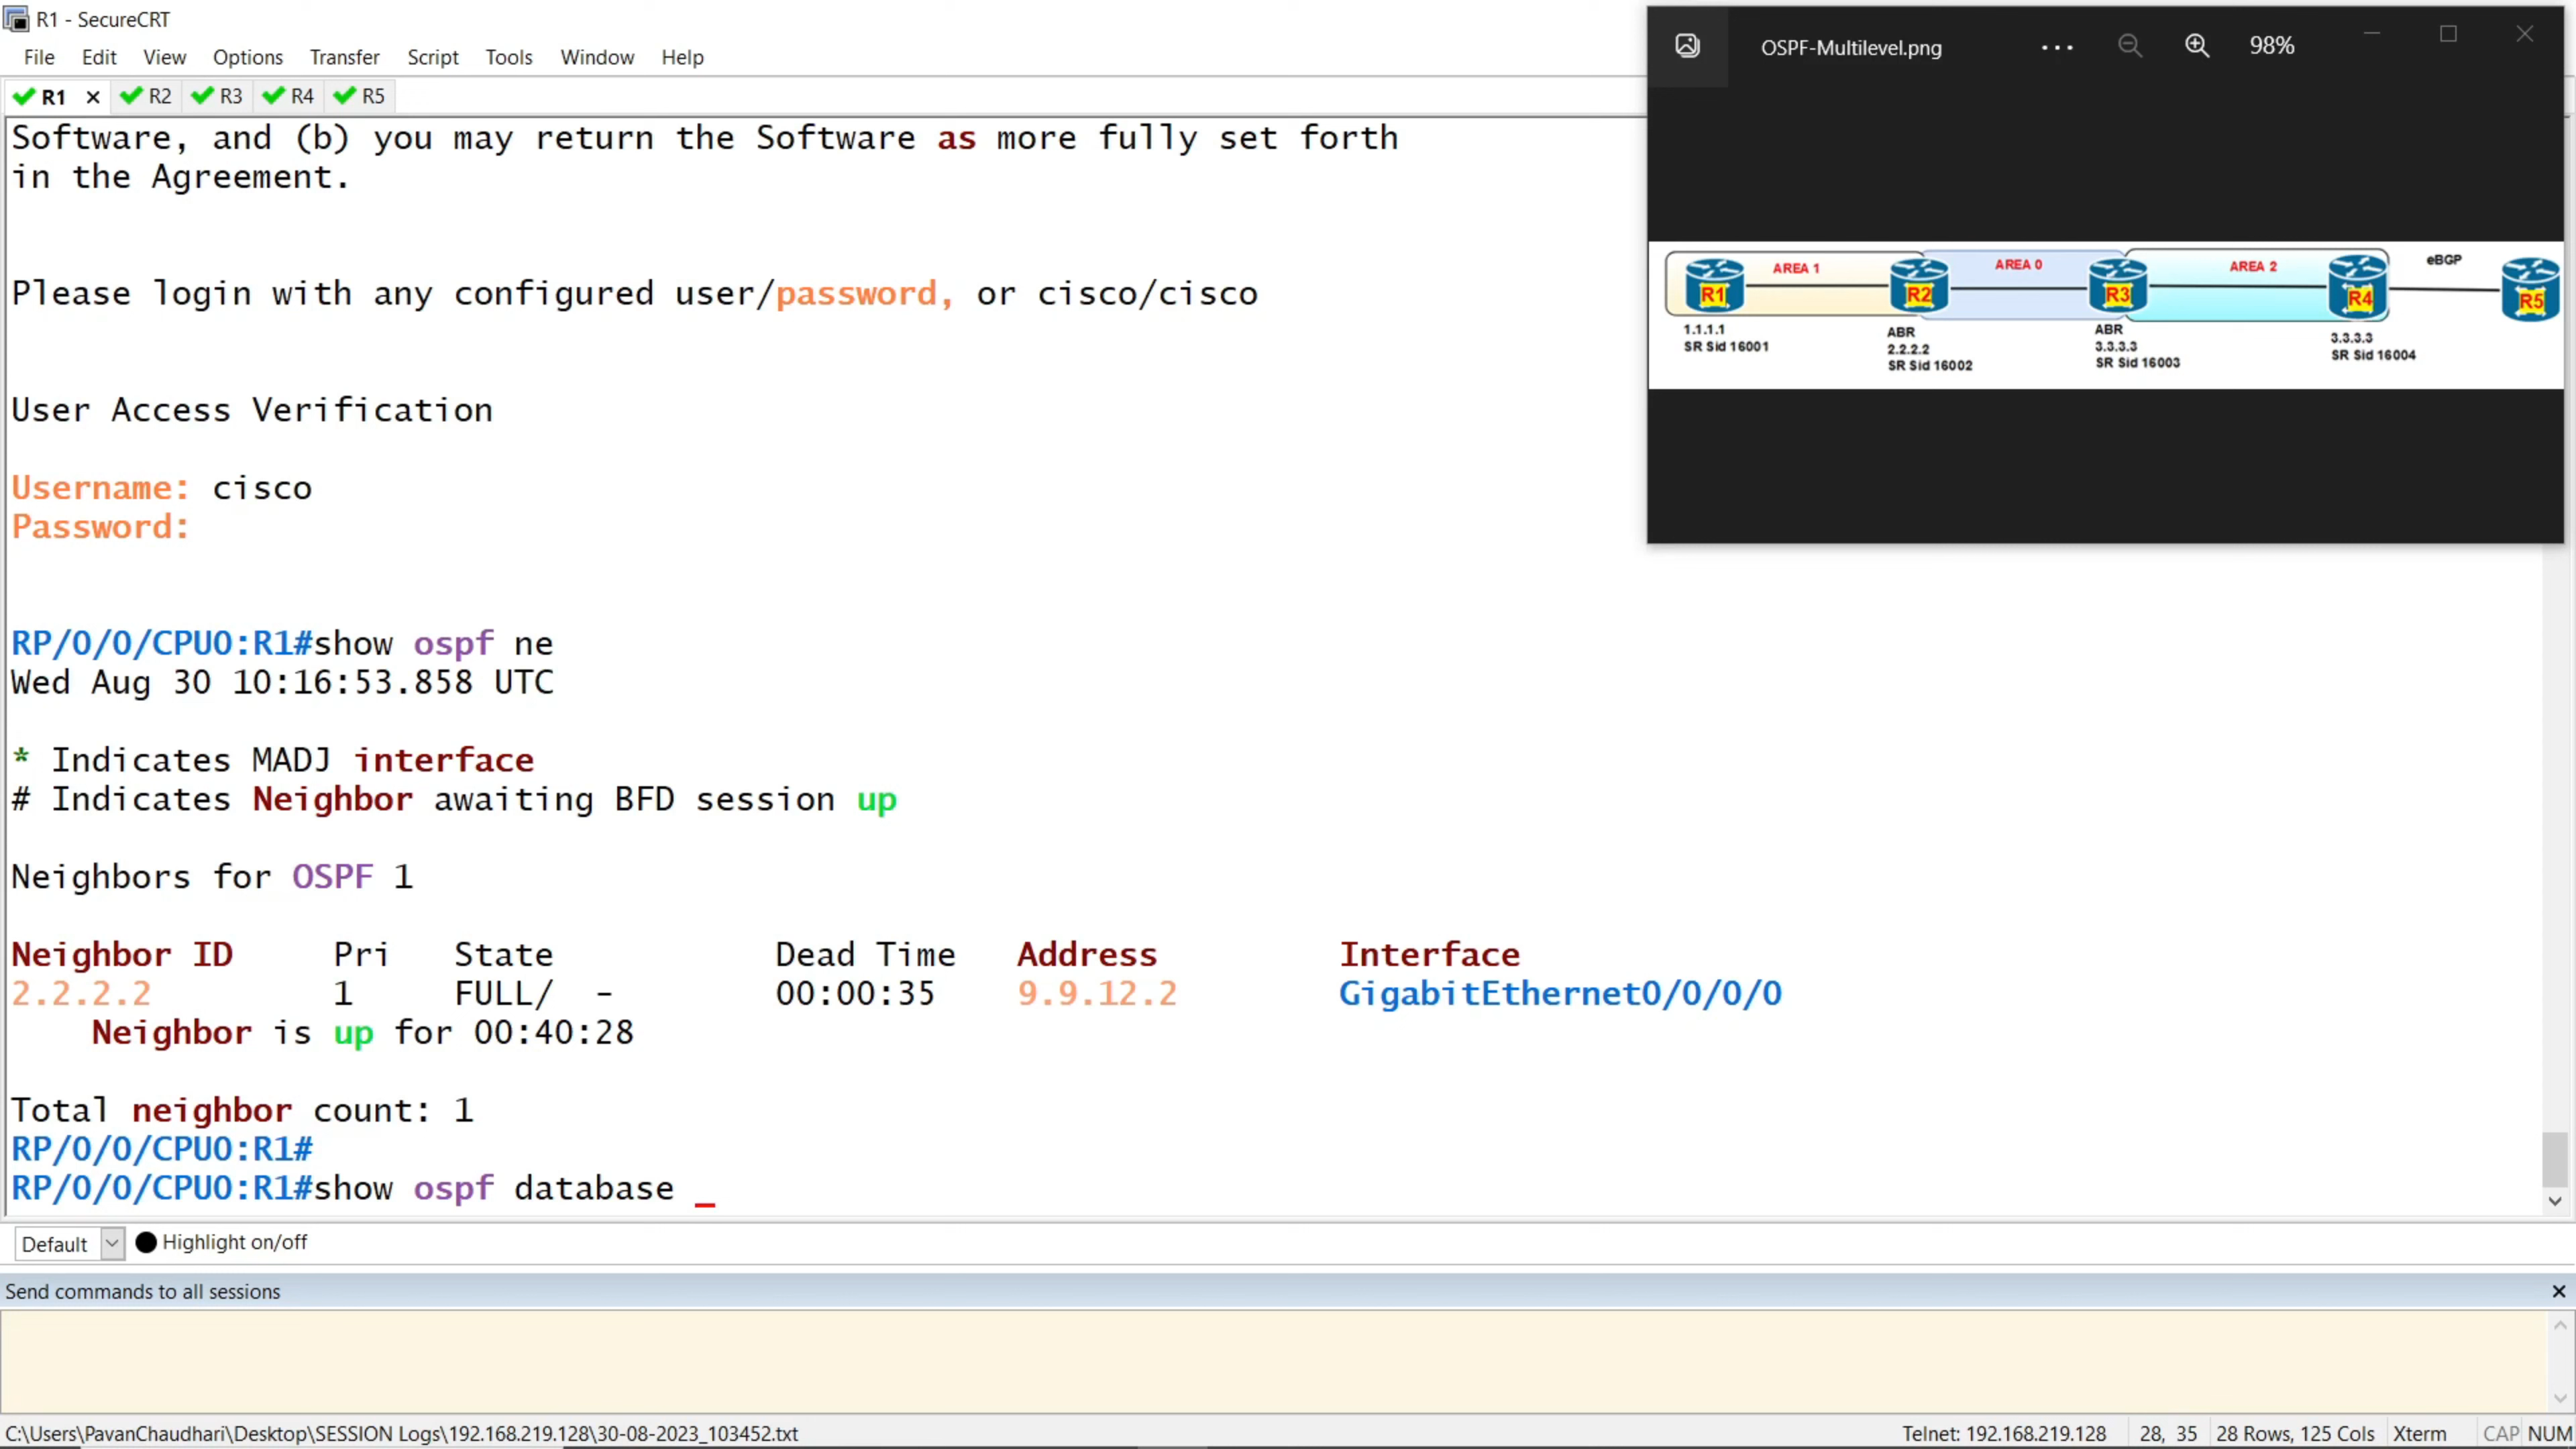 R1 - SecureCRT
File Edit View Options Transfer Script Tools Window Help
R1 × R2 R3 R4 R5
Software, and (b) you may return the Software as more fully set forth
in the Agreement.
Please login with any configured user/password, or cisco/cisco
User Access Verification
Username: cisco
Password:
RP/0/0/CPU0:R1#show ospf ne
Wed Aug 30 10:16:53.858 UTC
* Indicates MADJ interface
# Indicates Neighbor awaiting BFD session up
Neighbors for OSPF 1
Neighbor ID Pri State Dead Time Address Interface
2.2.2.2 1 FULL/ - 00:00:35 9.9.12.2 GigabitEthernet0/0/0/0
Neighbor is up for 00:40:28
Total neighbor count: 1
RP/0/0/CPU0:R1#
RP/0/0/CPU0:R1#show ospf database _
OSPF-Multilevel.png ... 98%
AREA 1 AREA 0 AREA 2 eBGP
R1 R2 R3 R4 R5
1.1.1.1
SR Sid 16001
ABR
2.2.2.2
SR Sid 16002
ABR
3.3.3.3
SR Sid 16003
3.3.3.3
SR Sid 16004
Default Highlight on/off
Send commands to all sessions
C:\Users\PavanChaudhari\Desktop\SESSION Logs\192.168.219.128\30-08-2023_103452.txt Telnet: 192.168.219.128 28, 35 28 Rows, 125 Cols Xterm CAP NUM